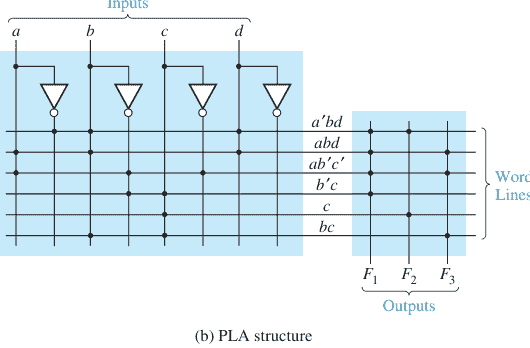 Inputs
a b c d
a′bd
abd
ab′c′
b′c
c
bc
Word
Lines
F1 F2 F3
Outputs
(b) PLA structure